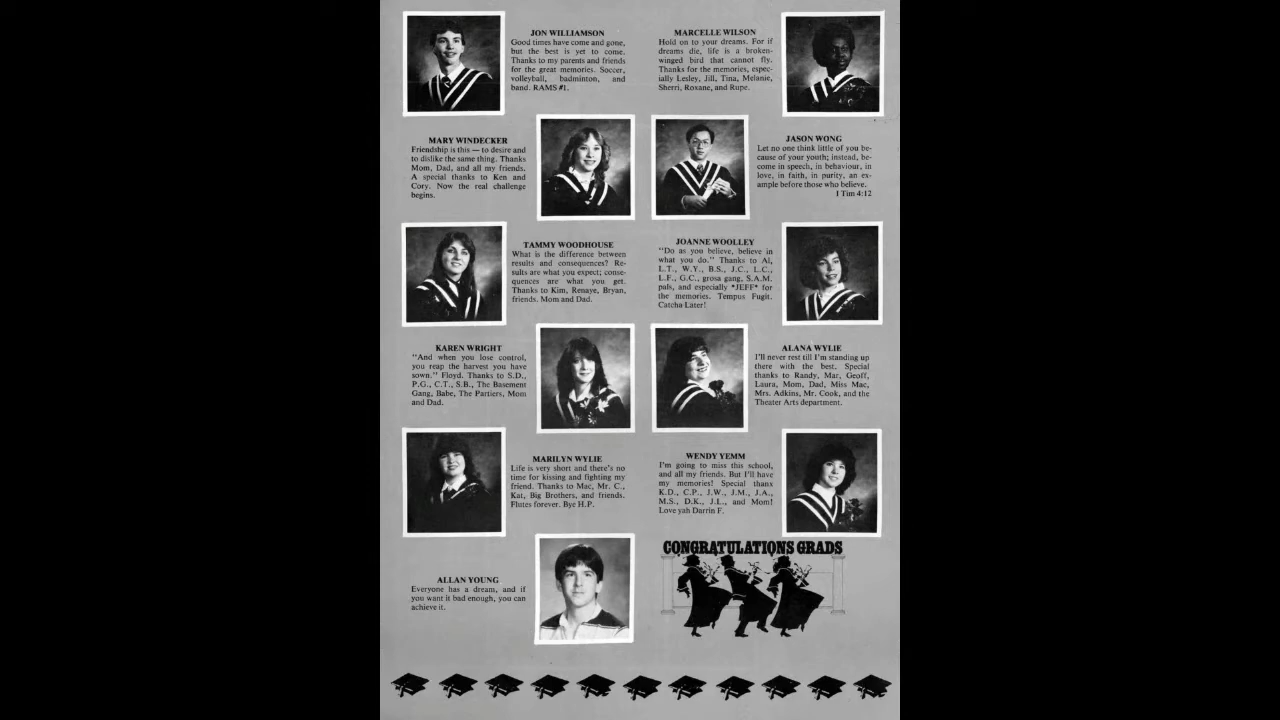 JON WILLIAMSON
Good times have come and gone,
but the best is yet to come.
Thanks to my parents and friends
for the great memories. Soccer,
volleyball, badminton, and
band. RAMS #1.
MARCELLE WILSON
Hold on to your dreams. For if
dreams die, life is a broken-
winged bird that cannot fly.
Thanks for the memories, espec-
ially Lesley, Jill, Tina, Melanie,
Sherri, Roxane, and Rupe.
MARY WINDECKER
Friendship is this — to desire and
to dislike the same thing. Thanks
Mom, Dad, and all my friends.
A special thanks to Ken and
Cory. Now the real challenge
begins.
JASON WONG
Let no one think little of you be-
cause of your youth; instead, be-
come in speech, in behaviour, in
love, in faith, in purity, an ex-
ample before those who believe.
I Tim 4:12
TAMMY WOODHOUSE
What is the difference between
results and consequences? Re-
sults are what you expect; conse-
quences are what you get.
Thanks to Kim, Renaye, Bryan,
friends. Mom and Dad.
JOANNE WOOLLEY
"Do as you believe, believe in
what you do." Thanks to Al,
L.T., W.Y., B.S., J.C., L.C.,
L.F., G.C., grosa gang, S.A.M.
pals, and especially *JEFF* for
the memories. Tempus Fugit.
Catcha Later!
KAREN WRIGHT
"And when you lose control,
you reap the harvest you have
sown." Floyd. Thanks to S.D.,
P.G., C.T., S.B., The Basement
Gang, Babe, The Partiers, Mom
and Dad.
ALANA WYLIE
I'll never rest till I'm standing up
there with the best. Special
thanks to Randy, Mar, Geoff,
Laura, Mom, Dad, Miss Mac,
Mrs. Adkins, Mr. Cook, and the
Theater Arts department.
MARILYN WYLIE
Life is very short and there's no
time for kissing and fighting my
friend. Thanks to Mac, Mr. C.,
Kat, Big Brothers, and friends.
Flutes forever. Bye H.P.
WENDY YEMM
I'm going to miss this school,
and all my friends. But I'll have
my memories! Special thanx
K.D., C.P., J.W., J.M., J.A.,
M.S., D.K., J.L., and Mom!
Love yah Darrin F.
ALLAN YOUNG
Everyone has a dream, and if
you want it bad enough, you can
achieve it.
CONGRATULATIONS GRADS